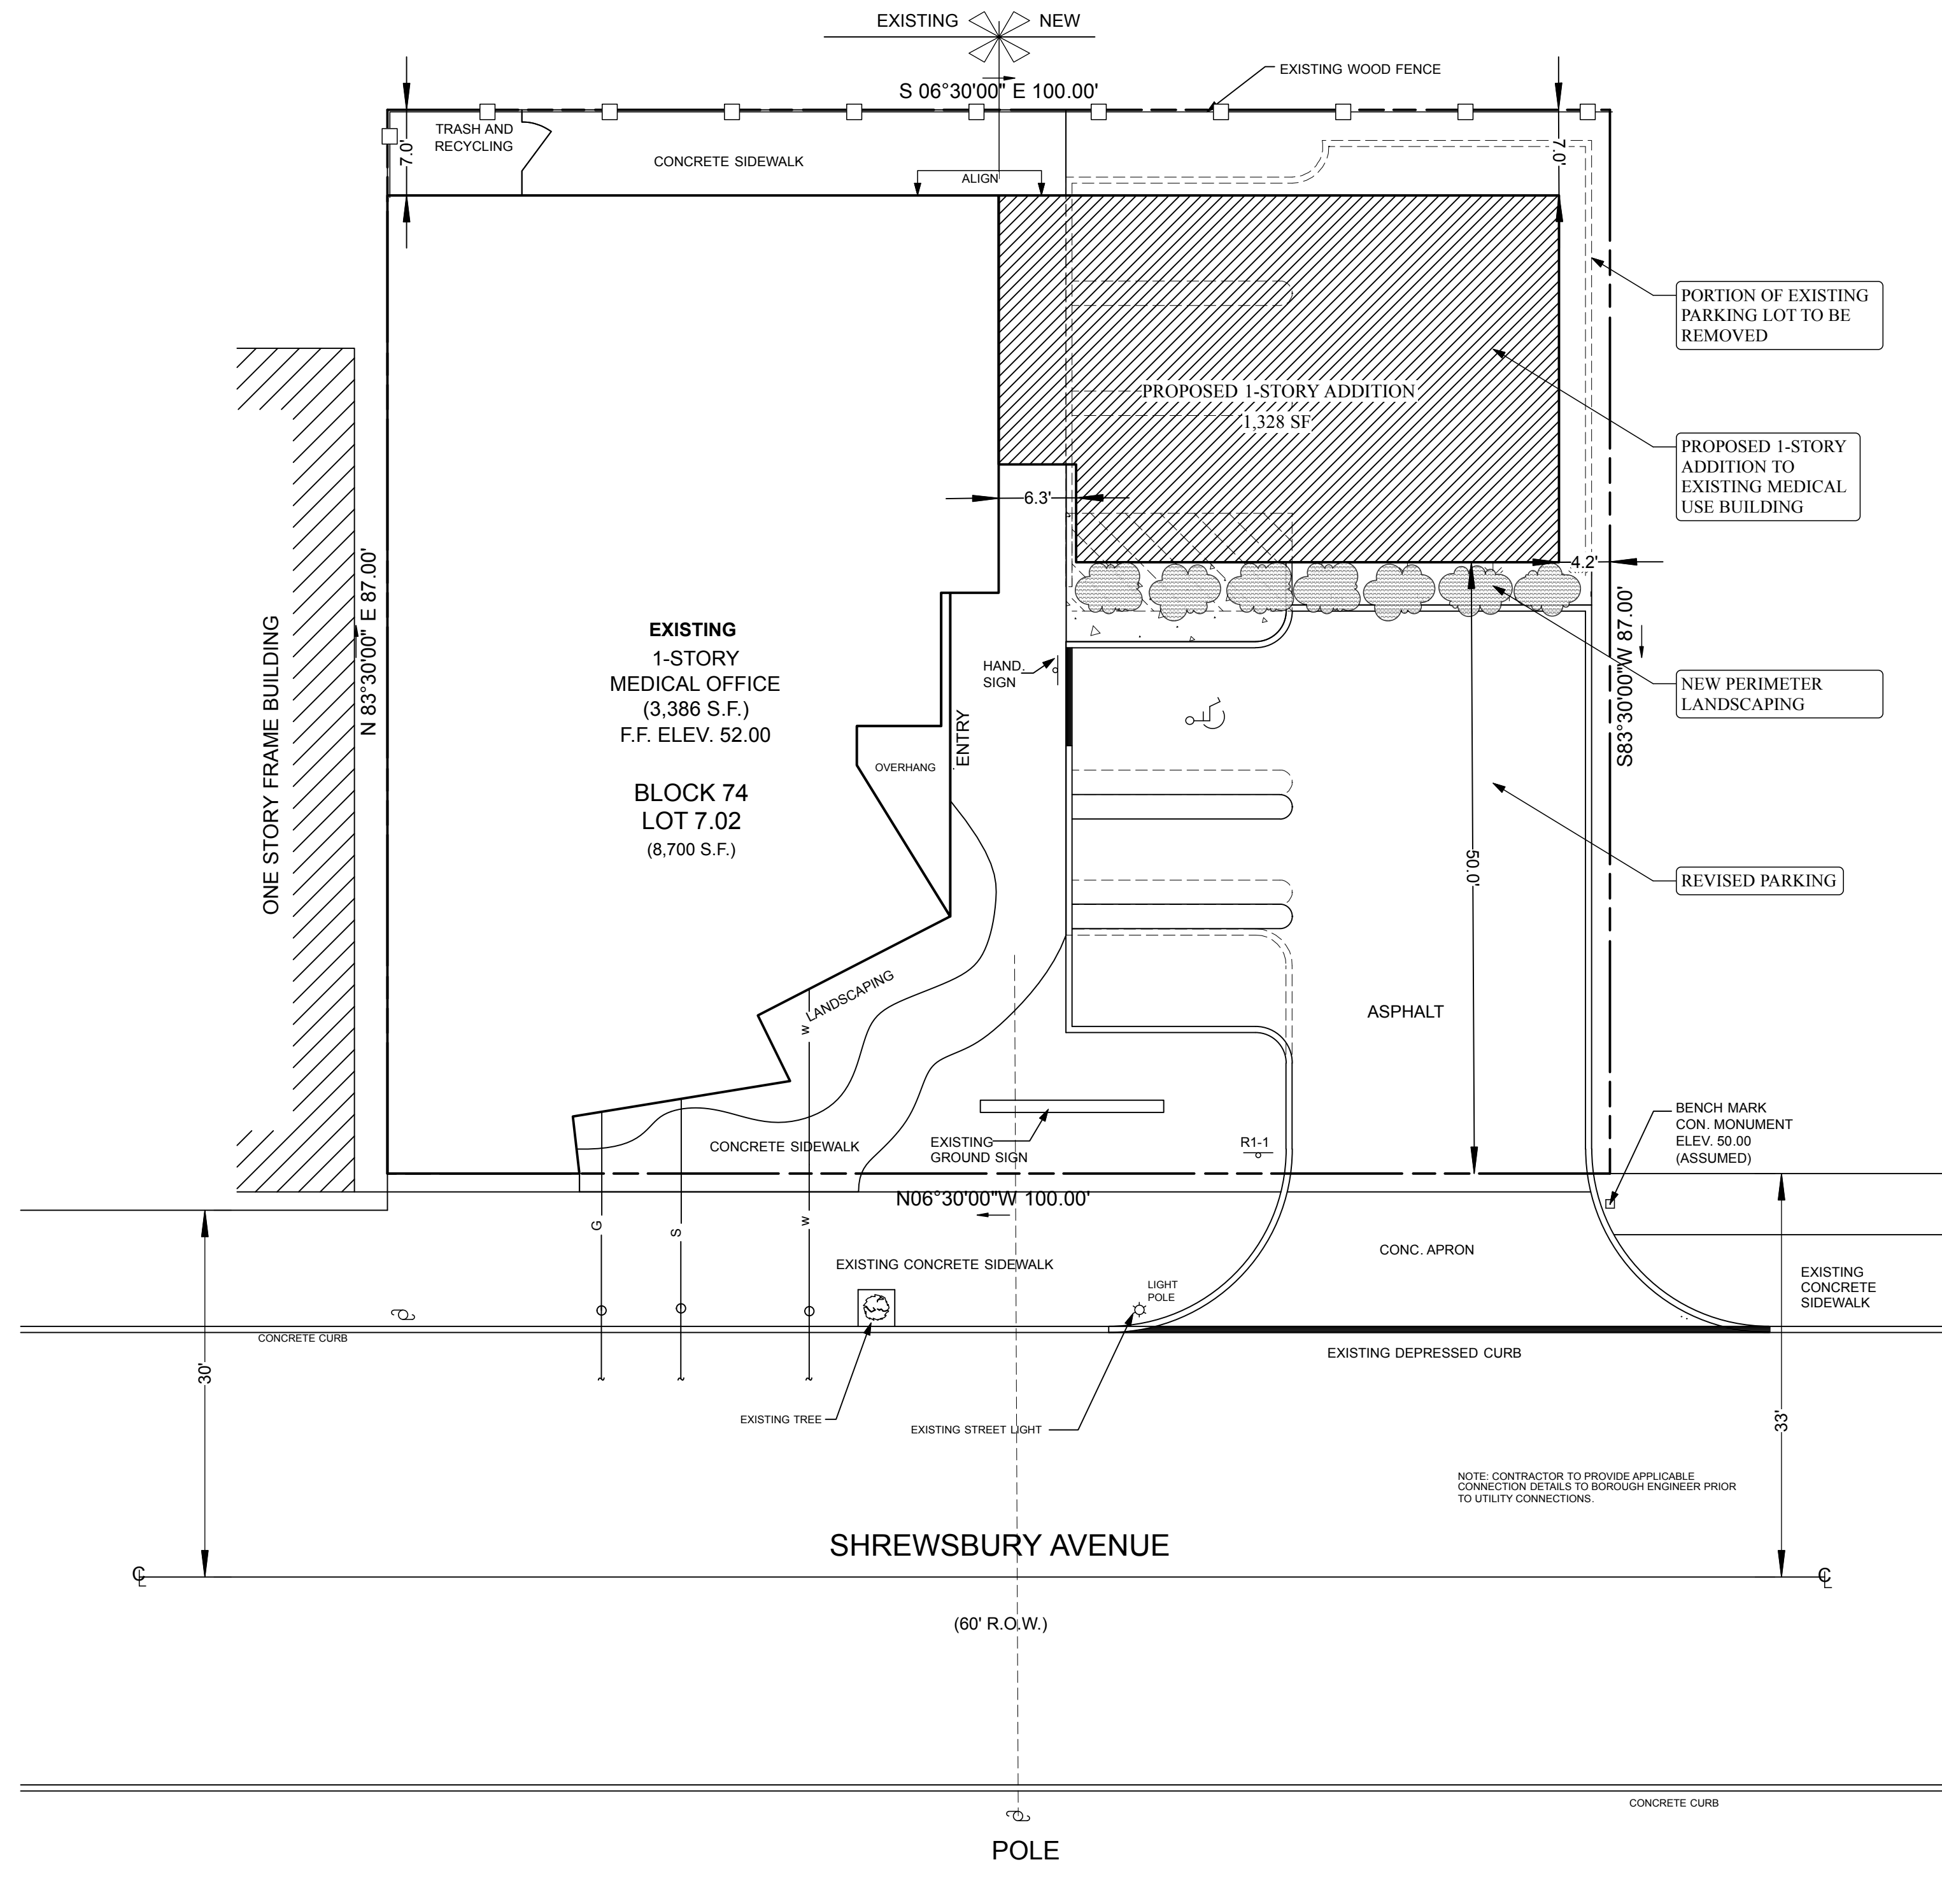 EXISTING NEW
S 06°30'00" E 100.00'
EXISTING WOOD FENCE
TRASH AND
RECYCLING
7.0'
CONCRETE SIDEWALK
ALIGN
7.0'
PORTION OF EXISTING
PARKING LOT TO BE
REMOVED
PROPOSED 1-STORY ADDITION
1,328 SF
PROPOSED 1-STORY
ADDITION TO
EXISTING MEDICAL
USE BUILDING
6.3'
4.2'
ONE STORY FRAME BUILDING
N 83°30'00" E 87.00'
EXISTING
1-STORY
MEDICAL OFFICE
(3,386 S.F.)
F.F. ELEV. 52.00
BLOCK 74
LOT 7.02
(8,700 S.F.)
HAND.
SIGN
ENTRY
OVERHANG
S83°30'00"W 87.00'
NEW PERIMETER
LANDSCAPING
50.0'
REVISED PARKING
LANDSCAPING
W
ASPHALT
CONCRETE SIDEWALK
EXISTING
GROUND SIGN
R1-1
BENCH MARK
CON. MONUMENT
ELEV. 50.00
(ASSUMED)
N06°30'00"W 100.00'
G
S
W
EXISTING CONCRETE SIDEWALK
CONC. APRON
LIGHT
POLE
EXISTING
CONCRETE
SIDEWALK
CONCRETE CURB
EXISTING DEPRESSED CURB
30'
EXISTING TREE
EXISTING STREET LIGHT
33'
NOTE: CONTRACTOR TO PROVIDE APPLICABLE
CONNECTION DETAILS TO BOROUGH ENGINEER PRIOR
TO UTILITY CONNECTIONS.
SHREWSBURY AVENUE
℄ ℄
(60' R.O.W.)
CONCRETE CURB
POLE